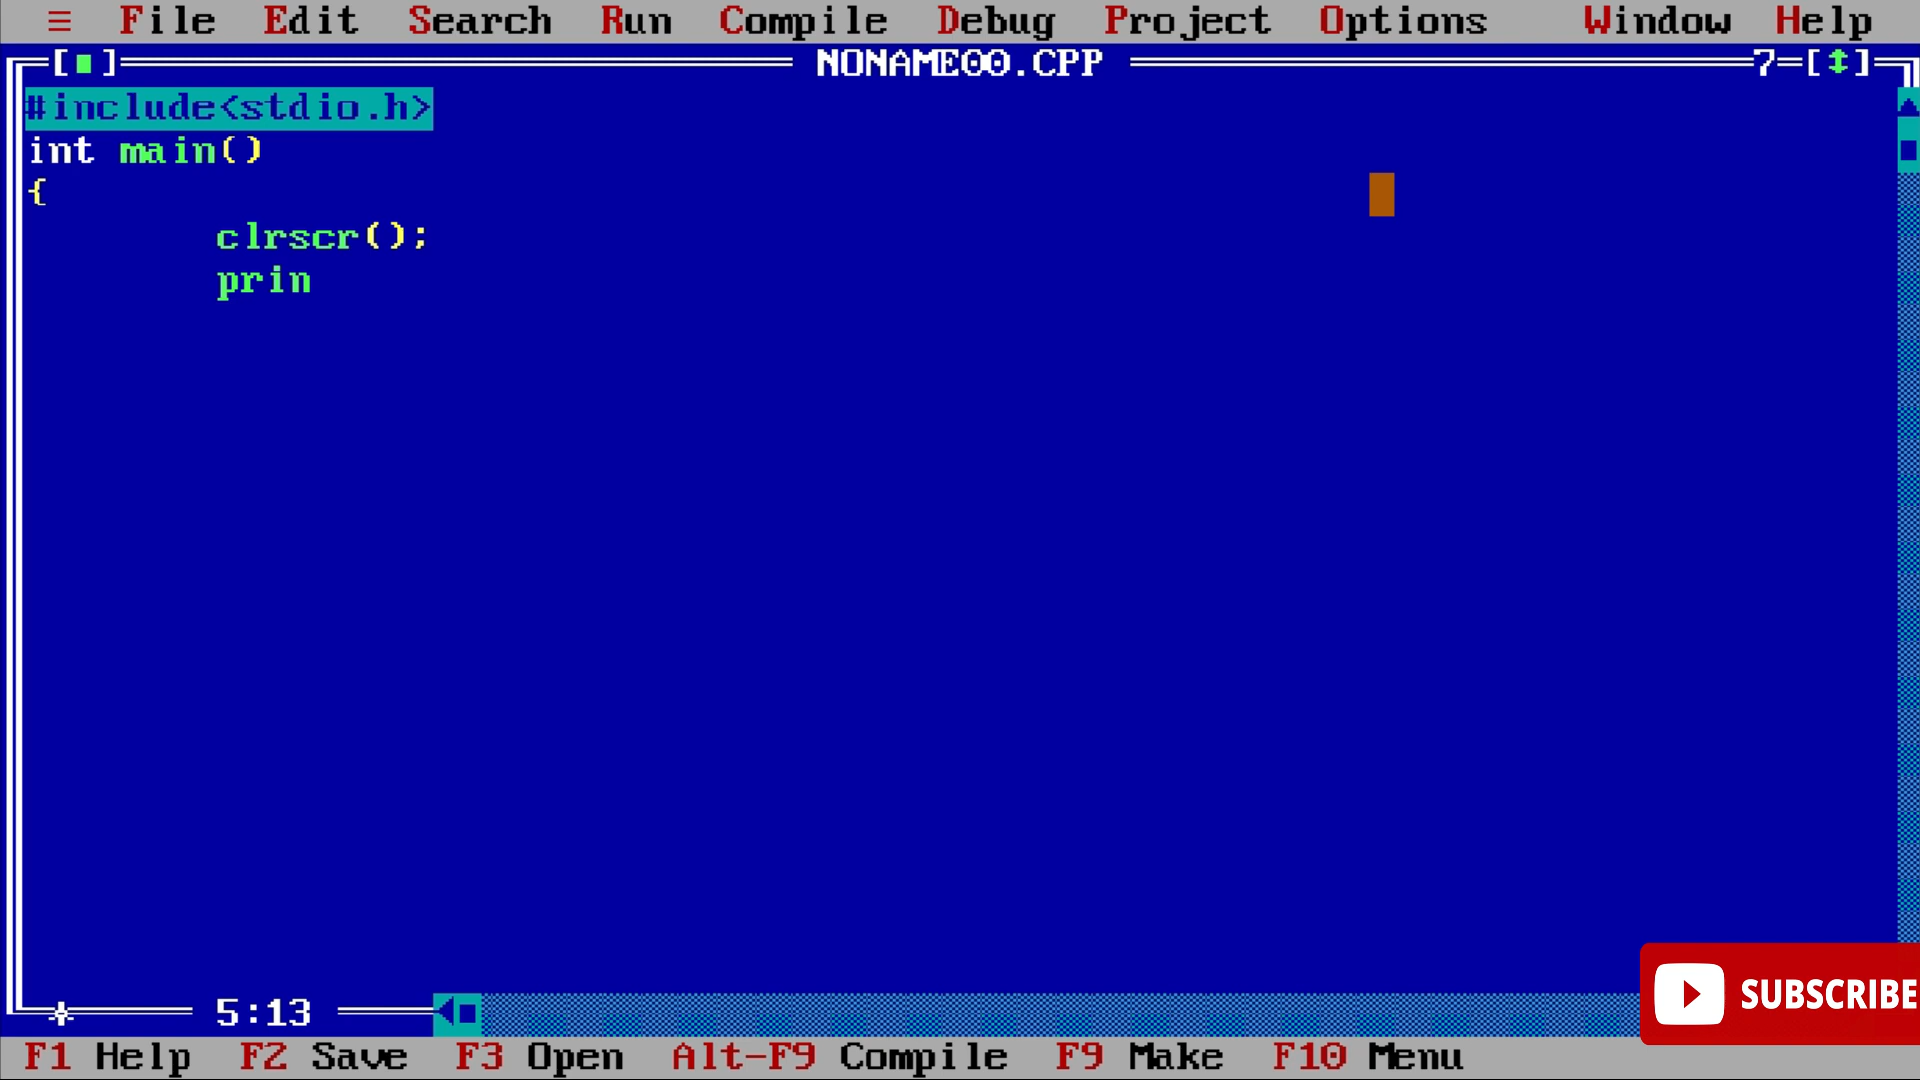 ≡ File Edit Search Run Compile Debug Project Options Window Help
[■] NONAME00.CPP 7=[↕]
#include<stdio.h>
int main()
{
clrscr();
prin
5:13
SUBSCRIBE
F1 Help F2 Save F3 Open Alt-F9 Compile F9 Make F10 Menu